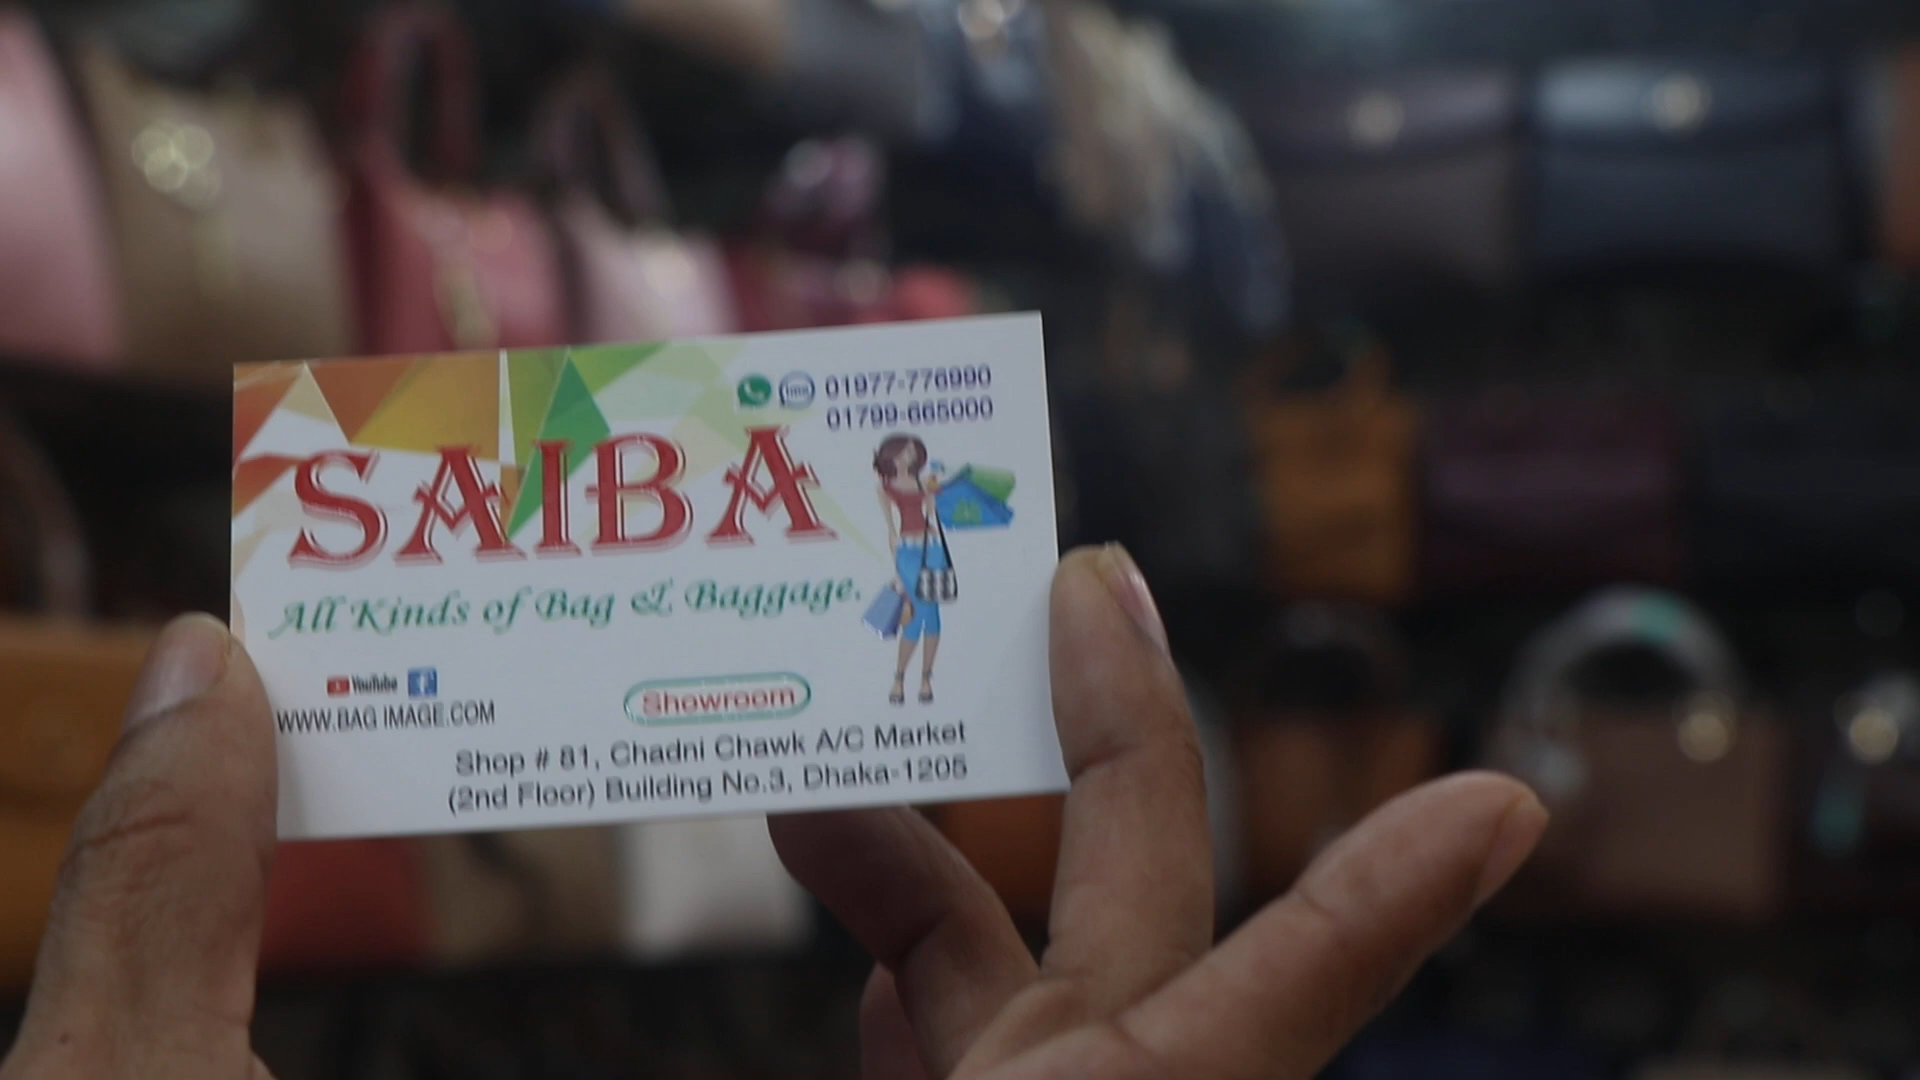 01977-776990
01799-665000
SAIBA
All Kinds of Bag & Baggage.
YouTube
WWW.BAG IMAGE.COM
Showroom
Shop # 81, Chadni Chawk A/C Market
(2nd Floor) Building No.3, Dhaka-1205